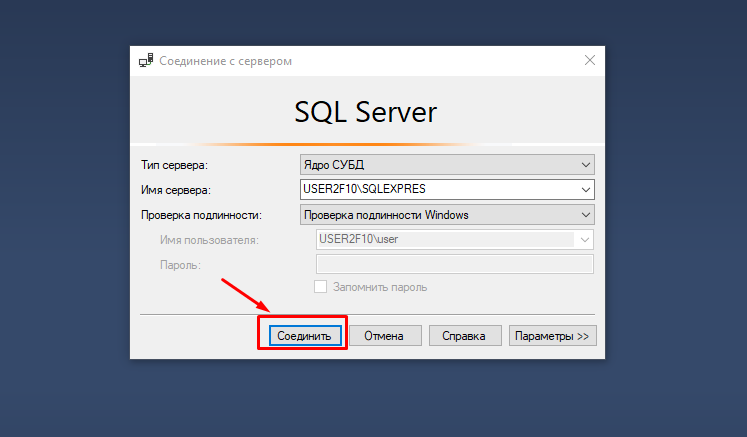 Соединение с сервером
SQL Server
Тип сервера: Ядро СУБД
Имя сервера: USER2F10\SQLEXPRES
Проверка подлинности: Проверка подлинности Windows
Имя пользователя: USER2F10\user
Пароль:
Запомнить пароль
Соединить Отмена Справка Параметры >>